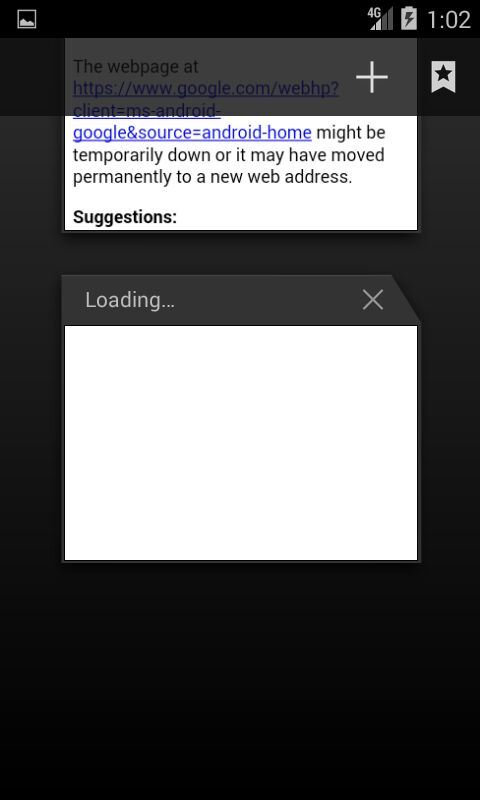 4G
1:02
The webpage at
https://www.google.com/webhp?
client=ms-android-
google&source=android-home might be
temporarily down or it may have moved
permanently to a new web address.
Suggestions:
Loading...